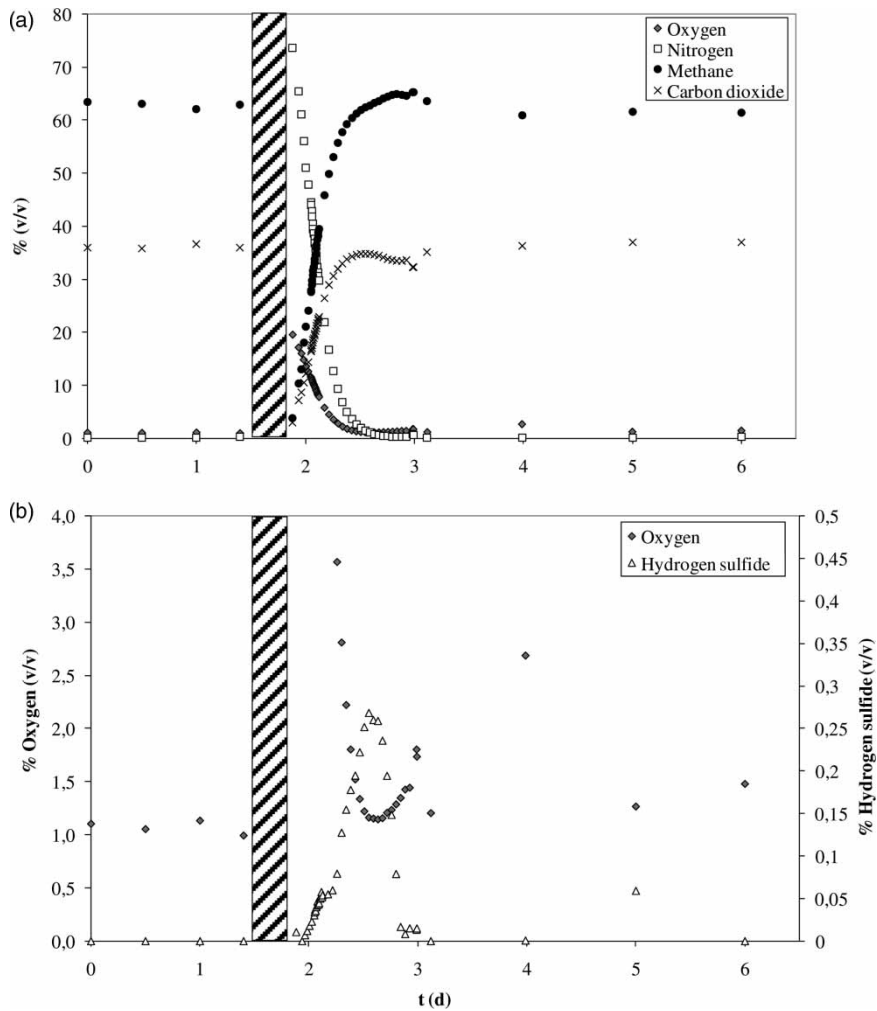 (a)
80
70
60
50
40
30
20
10
0
% (v/v)
Oxygen
Nitrogen
Methane
Carbon dioxide
0 1 2 3 4 5 6
(b)
4,0
3,5
3,0
2,5
2,0
1,5
1,0
0,5
0,0
% Oxygen (v/v)
Oxygen
Hydrogen sulfide
0,5
0,45
0,4
0,35
0,3
0,25
0,2
0,15
0,1
0,05
0
% Hydrogen sulfide (v/v)
0 1 2 3 4 5 6
t (d)